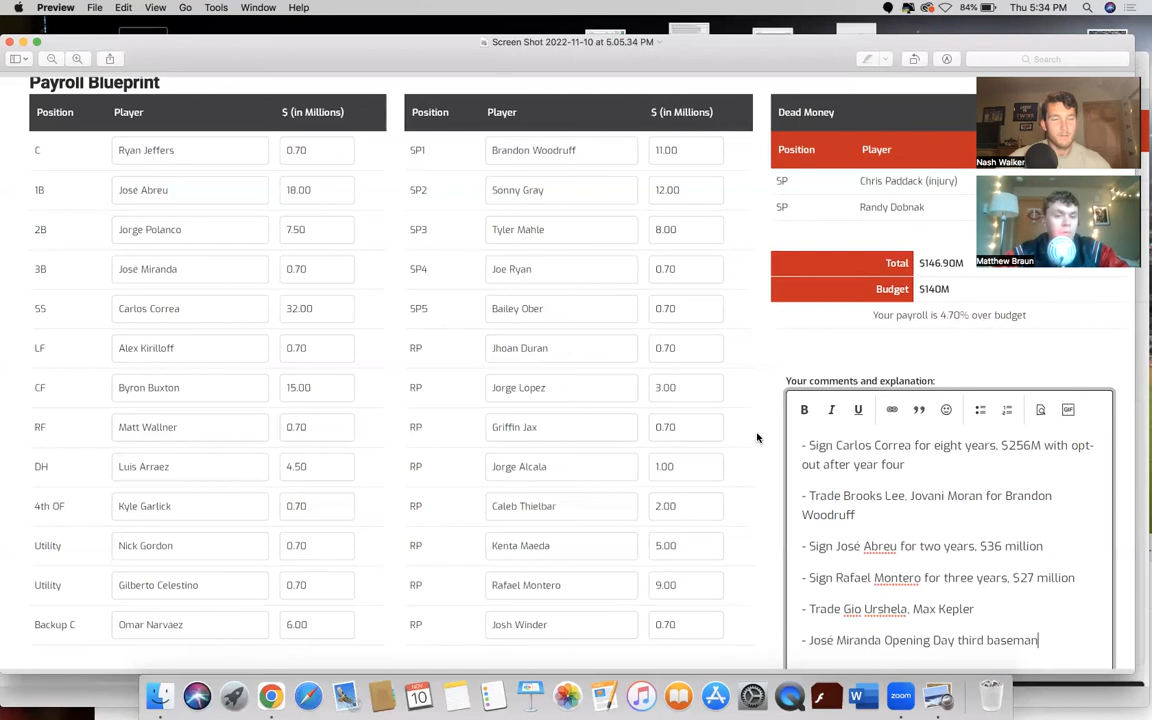 Preview File Edit View Go Tools Window Help 84% Thu 5:34 PM
Screen Shot 2022-11-10 at 5.05.34 PM
Search
Payroll Blueprint
Position Player $ (in Millions) Position Player $ (in Millions) Dead Money
Position Player
C Ryan Jeffers 0.70 SP1 Brandon Woodruff 11.00
Nash Walker
SP Chris Paddack (injury)
1B José Abreu 18.00 SP2 Sonny Gray 12.00
SP Randy Dobnak
2B Jorge Polanco 7.50 SP3 Tyler Mahle 8.00
Matthew Braun
Total $146.90M
3B José Miranda 0.70 SP4 Joe Ryan 0.70
Budget $140M
SS Carlos Correa 32.00 SP5 Bailey Ober 0.70
Your payroll is 4.70% over budget
LF Alex Kirilloff 0.70 RP Jhoan Duran 0.70
Your comments and explanation:
CF Byron Buxton 15.00 RP Jorge Lopez 3.00
B I U GIF
RF Matt Wallner 0.70 RP Griffin Jax 0.70
- Sign Carlos Correa for eight years, $256M with opt-
out after year four
DH Luis Arraez 4.50 RP Jorge Alcala 1.00
- Trade Brooks Lee, Jovani Moran for Brandon
Woodruff
4th OF Kyle Garlick 0.70 RP Caleb Thielbar 2.00
- Sign José Abreu for two years, $36 million
Utility Nick Gordon 0.70 RP Kenta Maeda 5.00
- Sign Rafael Montero for three years, $27 million
Utility Gilberto Celestino 0.70 RP Rafael Montero 9.00
- Trade Gio Urshela, Max Kepler
Backup C Omar Narváez 6.00 RP Josh Winder 0.70
- José Miranda Opening Day third baseman
NOV
10
zoom